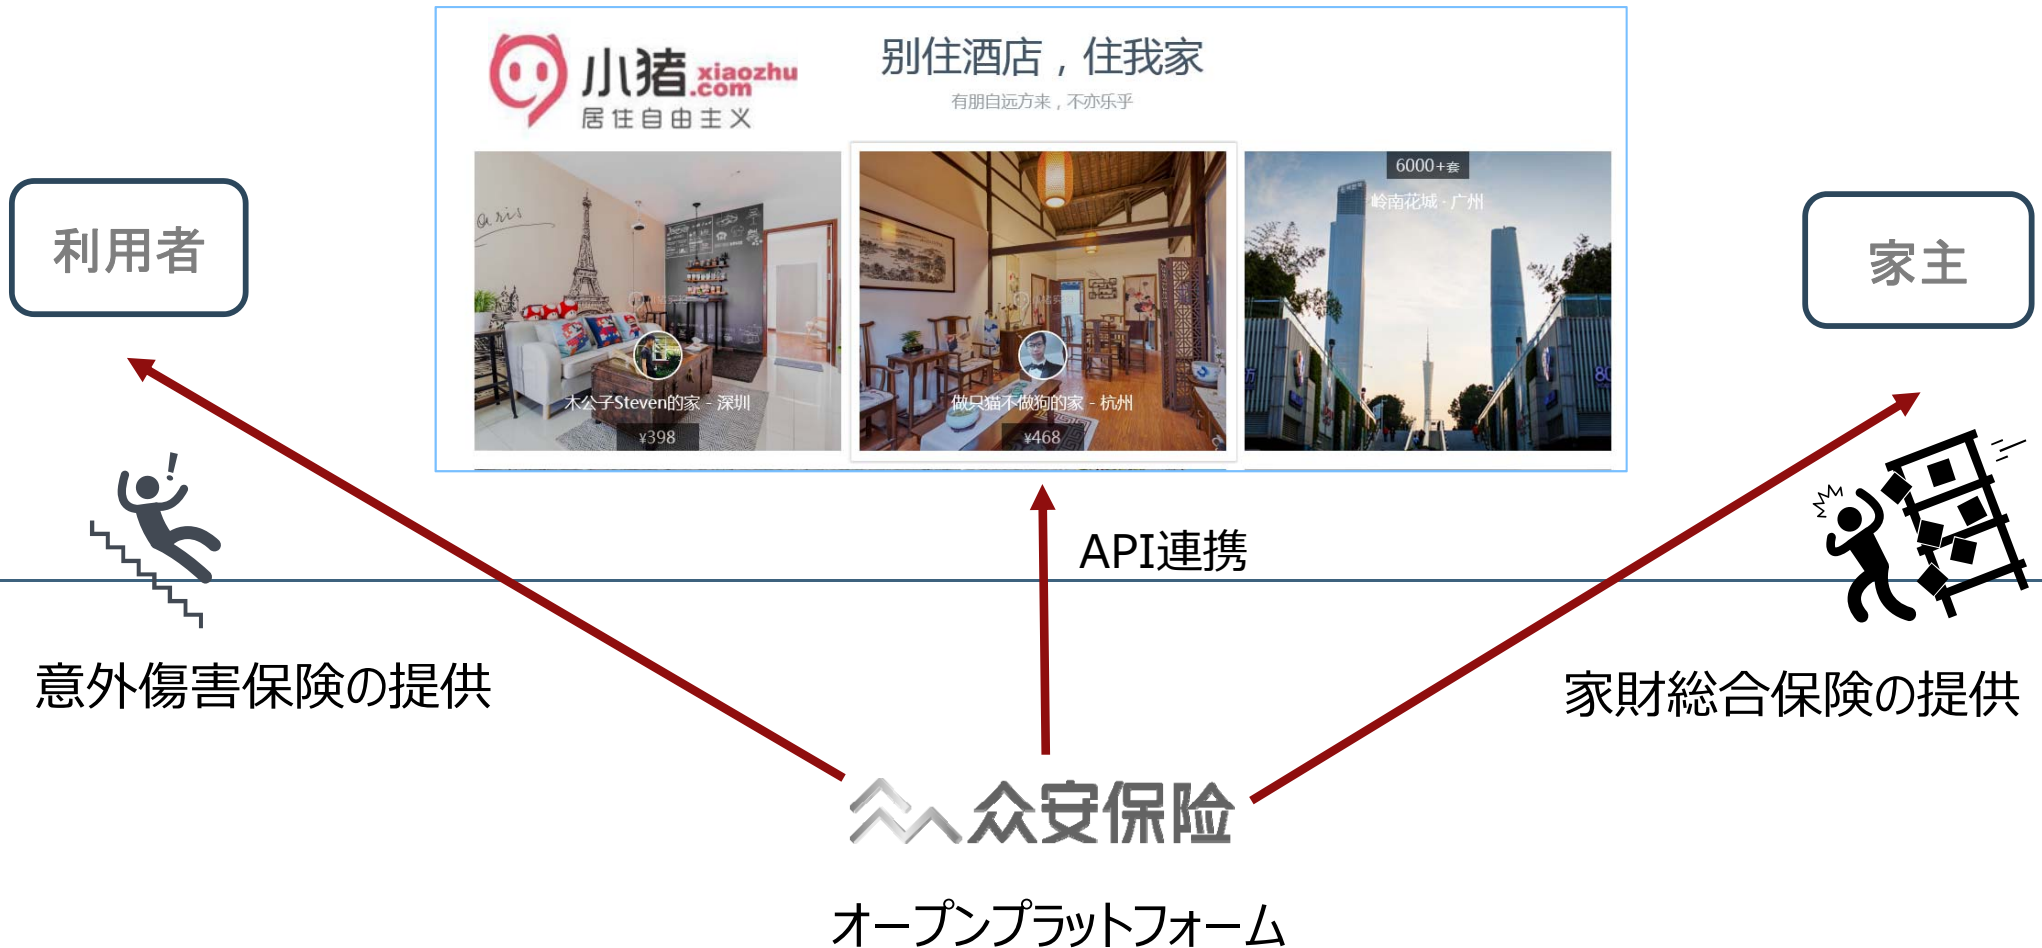 小猪 xiaozhu
.com
居住自由主义
别住酒店，住我家
有朋自远方来，不亦乐乎
利用者
家主
aris
木公子Steven的家 - 深圳
¥398
做只猫不做狗的家 - 杭州
¥468
6000+套
岭南花城 · 广州
API連携
意外傷害保険の提供
家財総合保険の提供
众安保险
オープンプラットフォーム